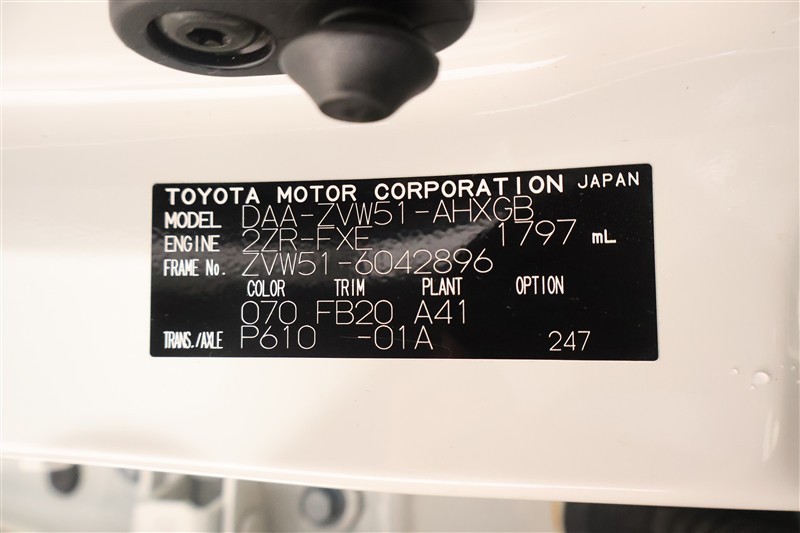 TOYOTA MOTOR CORPORATION JAPAN
MODEL DAA-ZVW51-AHXGB
ENGINE 2ZR-FXE 1797 mL
FRAME No. ZVW51-6042896
COLOR TRIM PLANT OPTION
070 FB20 A41
TRANS./AXLE P610 -01A 247